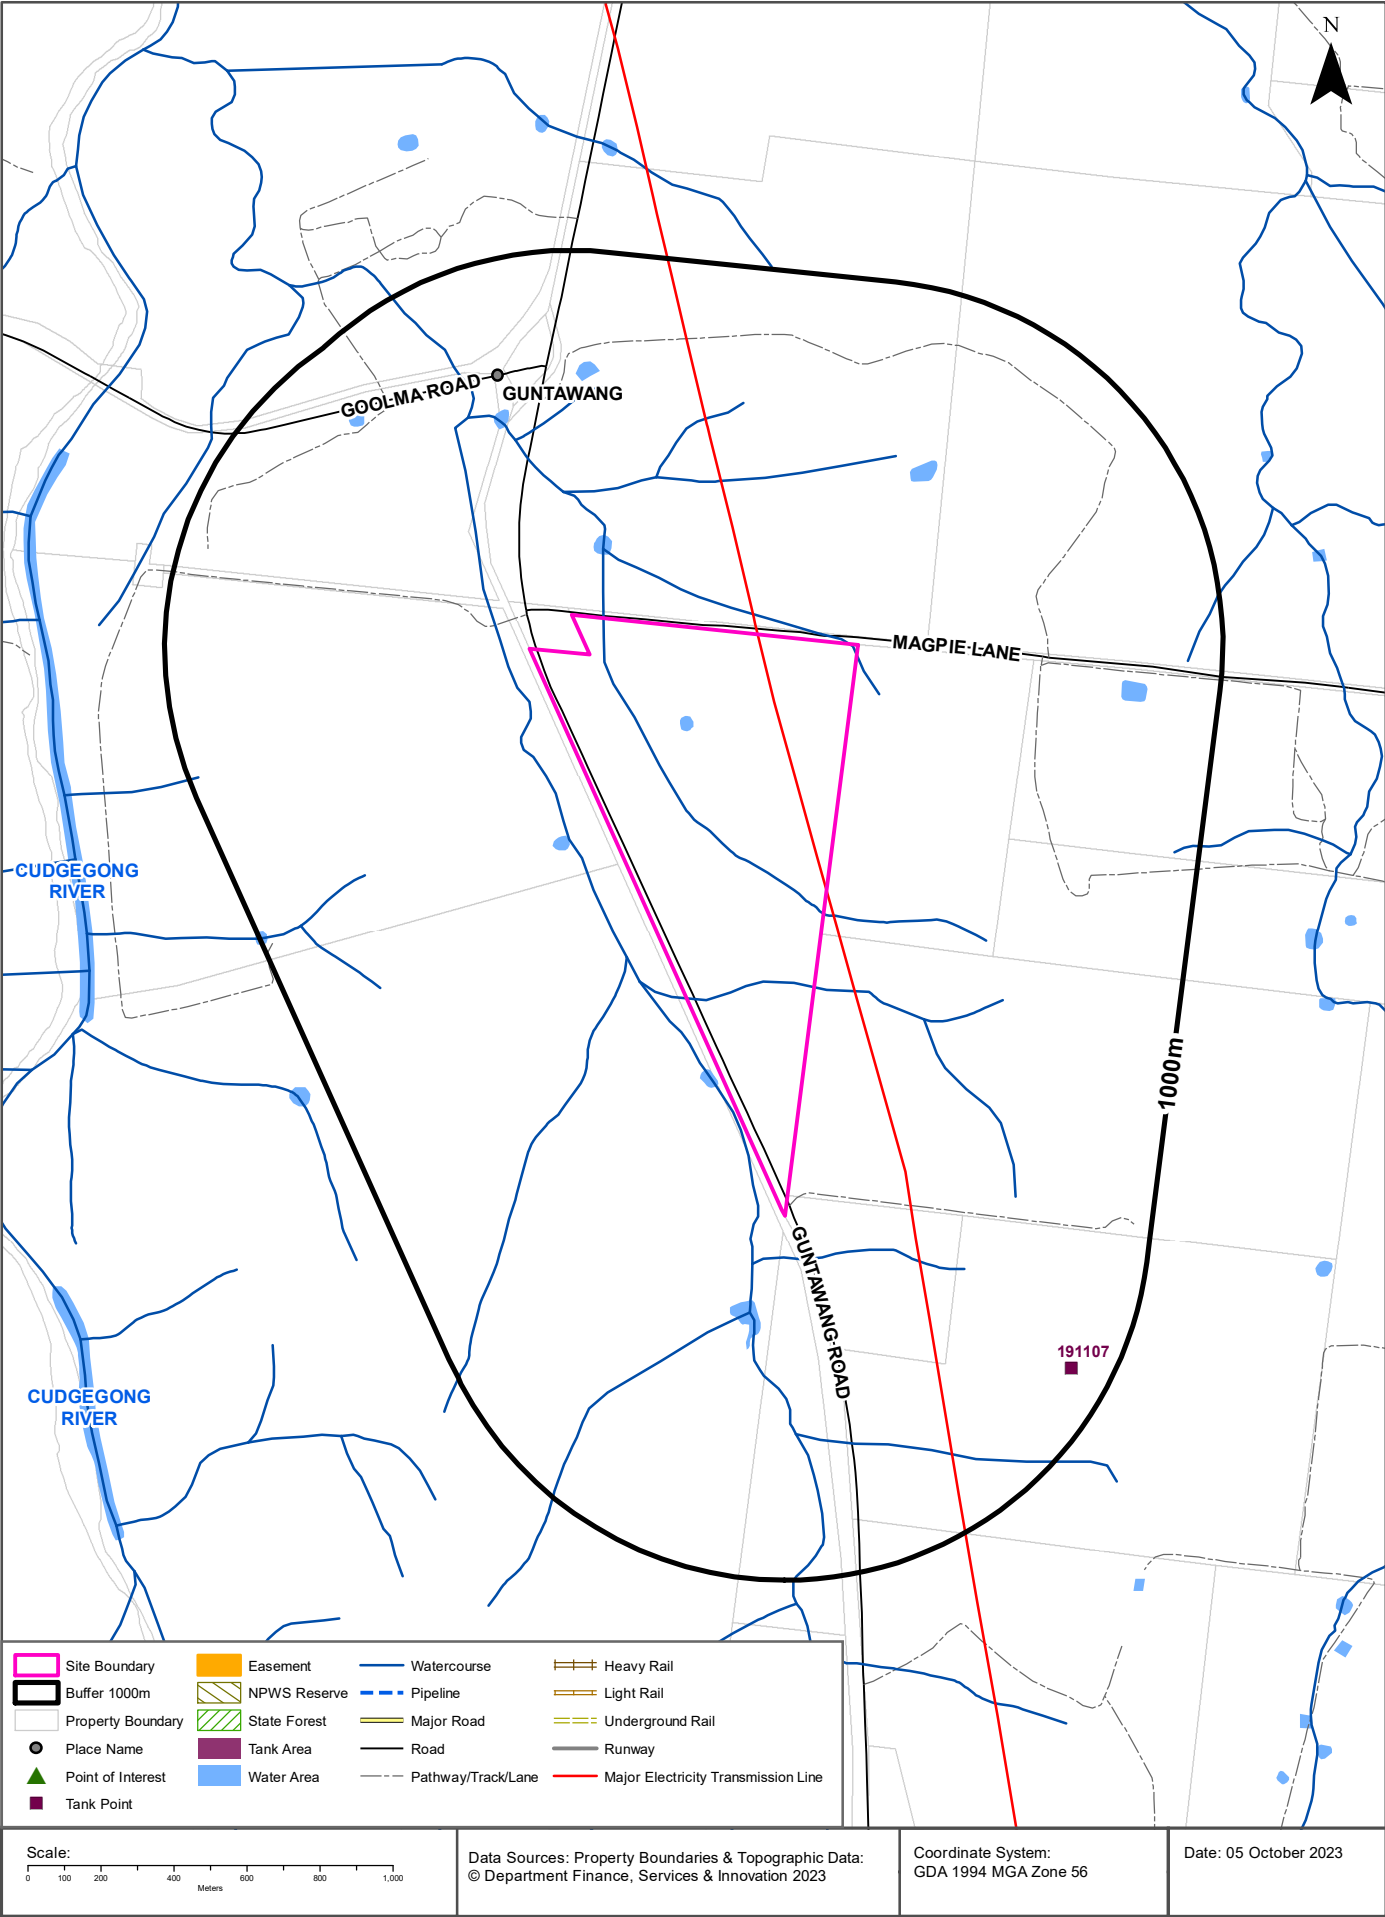 N
GOOLMA ROAD
GUNTAWANG
MAGPIE LANE
CUDGEGONG
RIVER
1000m
GUNTAWANG ROAD
191107
CUDGEGONG
RIVER
Site Boundary
Easement
Watercourse
Heavy Rail
Buffer 1000m
NPWS Reserve
Pipeline
Light Rail
Property Boundary
State Forest
Major Road
Underground Rail
Place Name
Tank Area
Road
Runway
Point of Interest
Water Area
Pathway/Track/Lane
Major Electricity Transmission Line
Tank Point
Scale:
0 100 200 400 600 800 1,000
Meters
Data Sources: Property Boundaries & Topographic Data:
© Department Finance, Services & Innovation 2023
Coordinate System:
GDA 1994 MGA Zone 56
Date: 05 October 2023